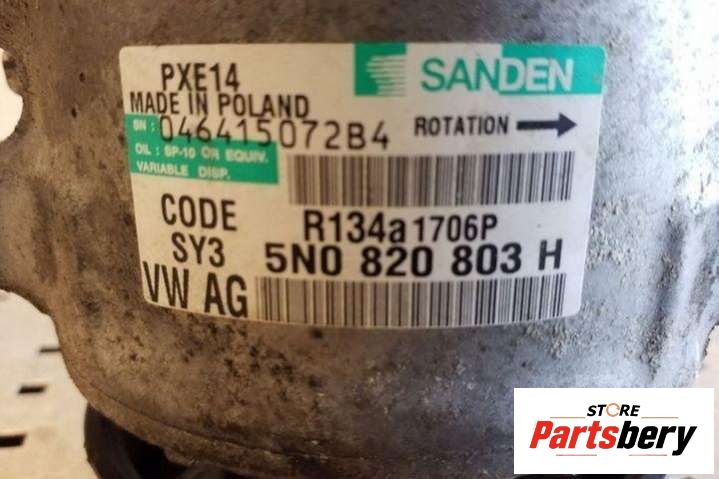 PXE14
SANDEN
MADE IN POLAND
SN : 046415072B4
ROTATION
OIL : SP-10 OR EQUIV.
VARIABLE DISP.
CODE
R134a 1706P
SY3
5N0 820 803 H
VW AG
STORE
Partsbery